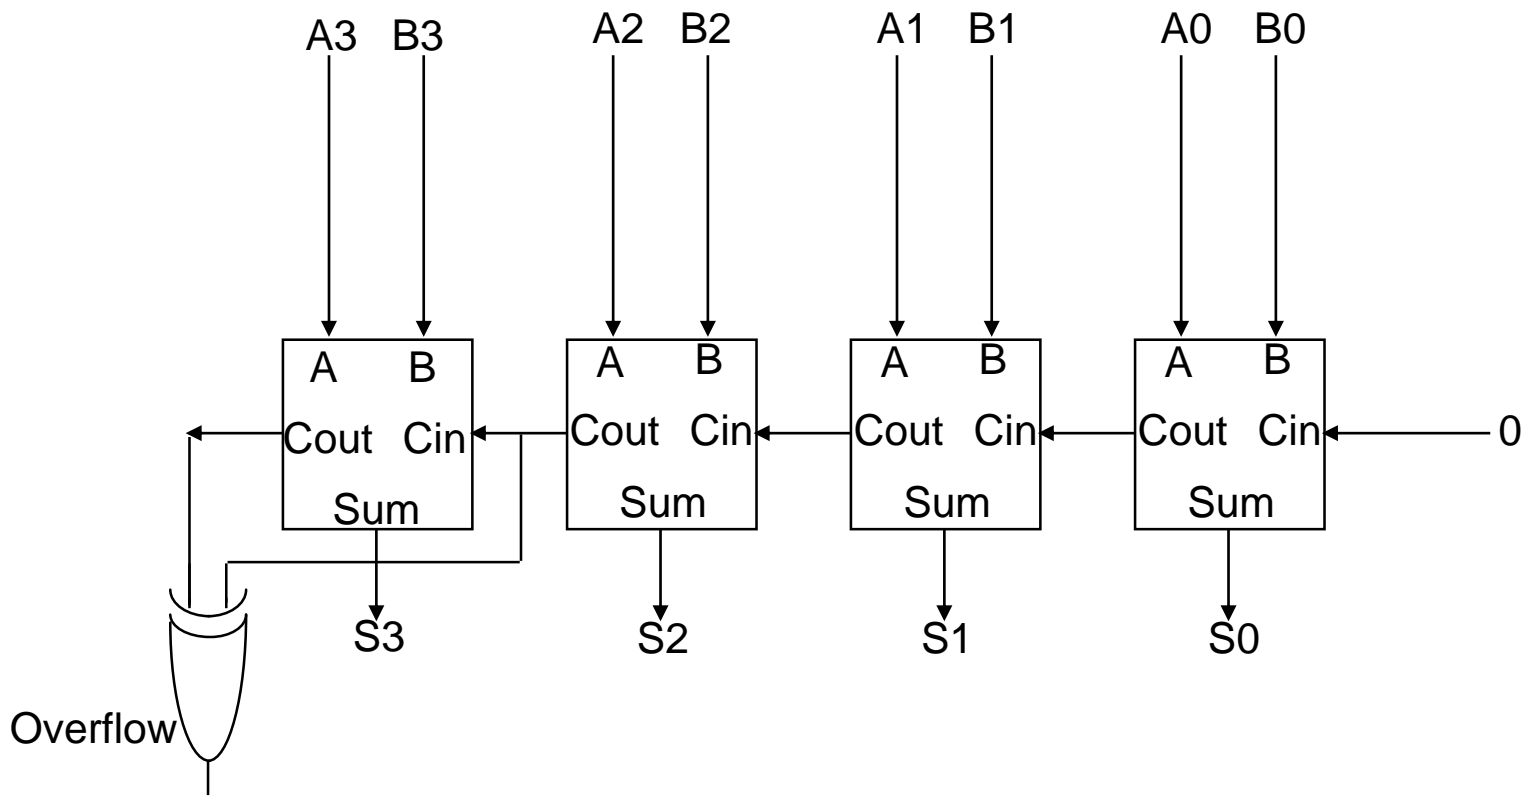 A3 B3 A2 B2 A1 B1 A0 B0
A B A B A B A B
Cout Cin Cout Cin Cout Cin Cout Cin 0
Sum Sum Sum Sum
S3 S2 S1 S0
Overflow